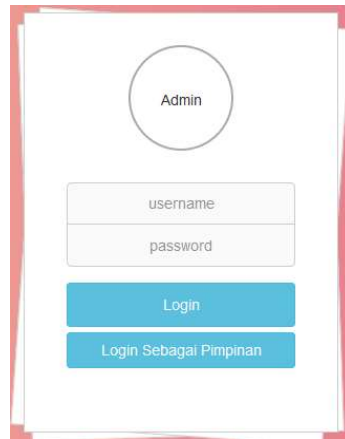 Admin
username
password
Login
Login Sebagai Pimpinan